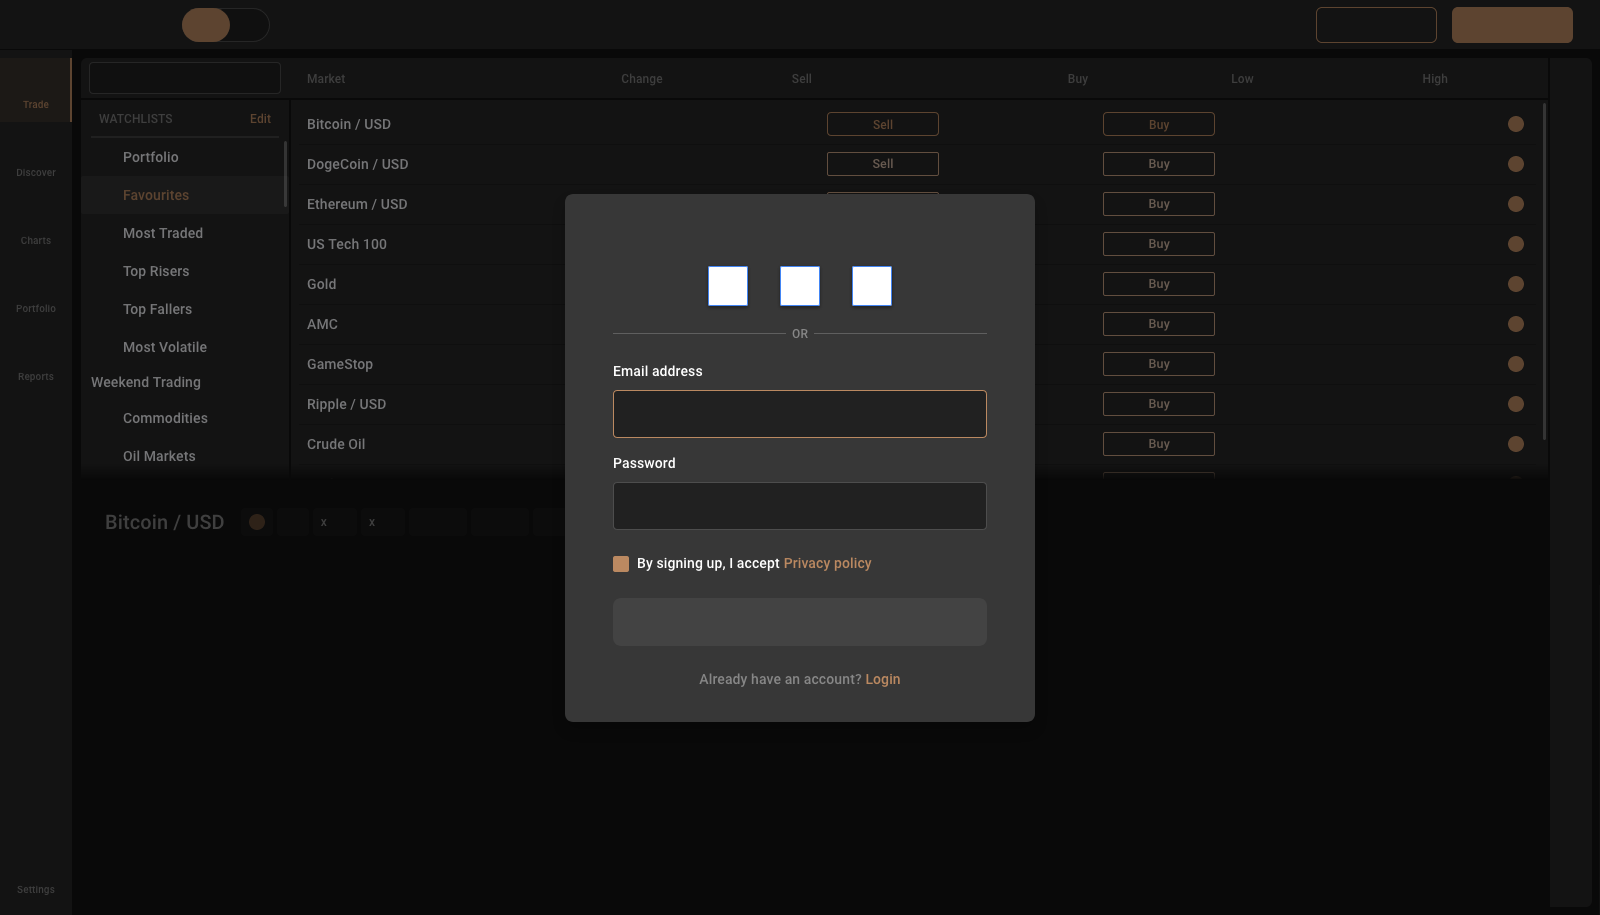 Market Change Sell Buy Low High
Trade
WATCHLISTS Edit
Bitcoin / USD Sell Buy
Portfolio
DogeCoin / USD Sell Buy
Discover
Favourites
Ethereum / USD Buy
Most Traded
Charts
US Tech 100 Buy
Top Risers
Gold Buy
Portfolio
Top Fallers
AMC Buy
Most Volatile
GameStop Buy
Reports
Weekend Trading
Ripple / USD Buy
Commodities
Crude Oil Buy
Oil Markets
Bitcoin / USD x x
OR
Email address
Password
By signing up, I accept Privacy policy
Already have an account? Login
Settings